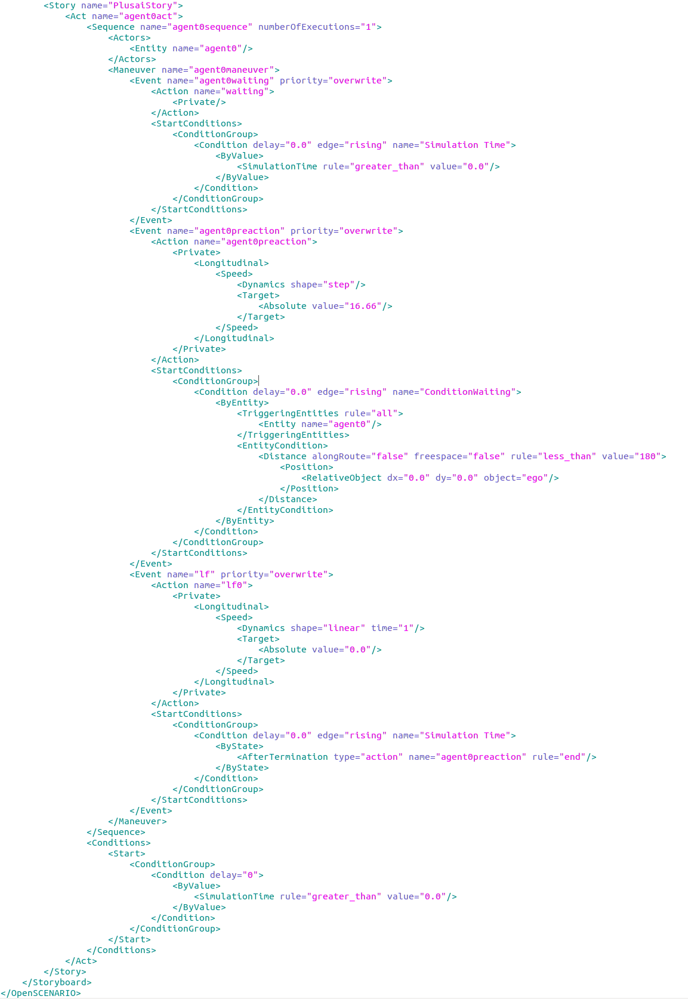 <Story name="PlusaiStory">
<Act name="agent0act">
<Sequence name="agent0sequence" numberOfExecutions="1">
<Actors>
<Entity name="agent0"/>
</Actors>
<Maneuver name="agent0maneuver">
<Event name="agent0waiting" priority="overwrite">
<Action name="waiting">
<Private/>
</Action>
<StartConditions>
<ConditionGroup>
<Condition delay="0.0" edge="rising" name="Simulation Time">
<ByValue>
<SimulationTime rule="greater_than" value="0.0"/>
</ByValue>
</Condition>
</ConditionGroup>
</StartConditions>
</Event>
<Event name="agent0preaction" priority="overwrite">
<Action name="agent0preaction">
<Private>
<Longitudinal>
<Speed>
<Dynamics shape="step"/>
<Target>
<Absolute value="16.66"/>
</Target>
</Speed>
</Longitudinal>
</Private>
</Action>
<StartConditions>
<ConditionGroup>
<Condition delay="0.0" edge="rising" name="ConditionWaiting">
<ByEntity>
<TriggeringEntities rule="all">
<Entity name="agent0"/>
</TriggeringEntities>
<EntityCondition>
<Distance alongRoute="false" freespace="false" rule="less_than" value="180">
<Position>
<RelativeObject dx="0.0" dy="0.0" object="ego"/>
</Position>
</Distance>
</EntityCondition>
</ByEntity>
</Condition>
</ConditionGroup>
</StartConditions>
</Event>
<Event name="lf" priority="overwrite">
<Action name="lf0">
<Private>
<Longitudinal>
<Speed>
<Dynamics shape="linear" time="1"/>
<Target>
<Absolute value="0.0"/>
</Target>
</Speed>
</Longitudinal>
</Private>
</Action>
<StartConditions>
<ConditionGroup>
<Condition delay="0.0" edge="rising" name="Simulation Time">
<ByState>
<AfterTermination type="action" name="agent0preaction" rule="end"/>
</ByState>
</Condition>
</ConditionGroup>
</StartConditions>
</Event>
</Maneuver>
</Sequence>
<Conditions>
<Start>
<ConditionGroup>
<Condition delay="0">
<ByValue>
<SimulationTime rule="greater_than" value="0.0"/>
</ByValue>
</Condition>
</ConditionGroup>
</Start>
</Conditions>
</Act>
</Story>
</Storyboard>
</OpenSCENARIO>